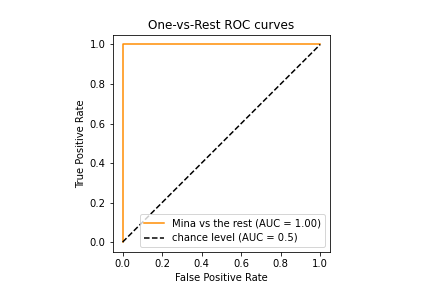 One-vs-Rest ROC curves
True Positive Rate
1.0
0.8
0.6
0.4
0.2
0.0
Mina vs the rest (AUC = 1.00)
chance level (AUC = 0.5)
0.0 0.2 0.4 0.6 0.8 1.0
False Positive Rate